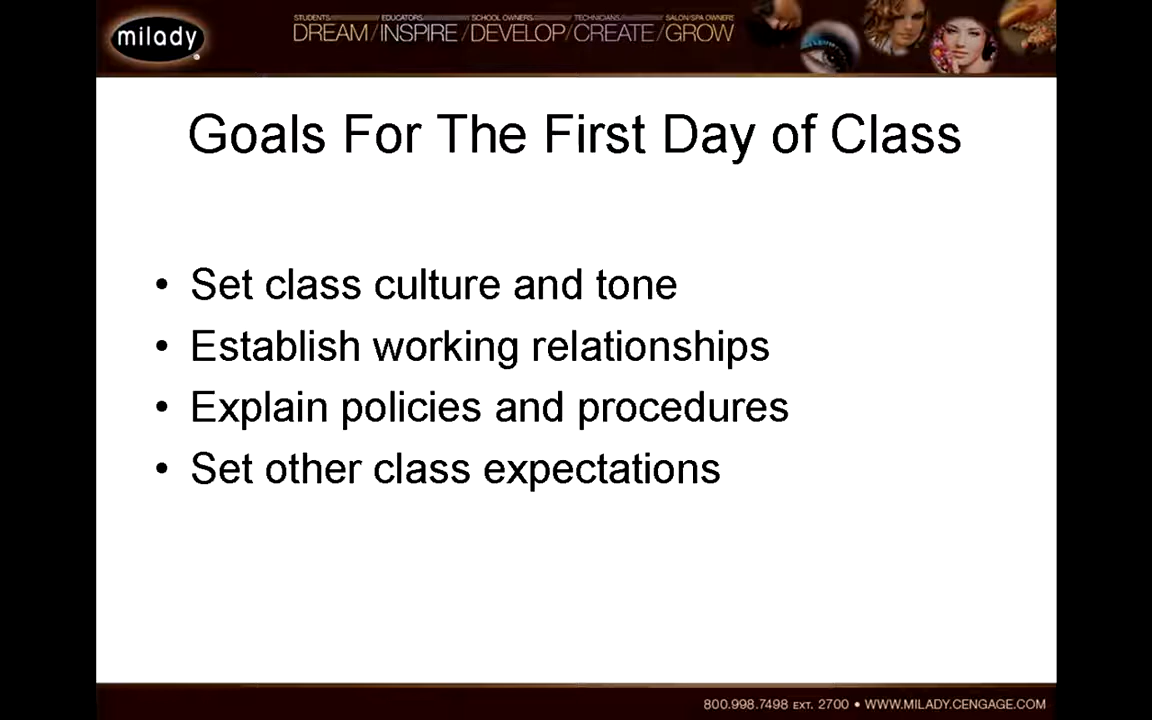 milady
STUDENTS EDUCATORS SCHOOL OWNERS TECHNICIANS SALON/SPA OWNERS
DREAM/INSPIRE/DEVELOP/CREATE/GROW
Goals For The First Day of Class
• Set class culture and tone
• Establish working relationships
• Explain policies and procedures
• Set other class expectations
800.998.7498 EXT. 2700 • WWW.MILADY.CENGAGE.COM